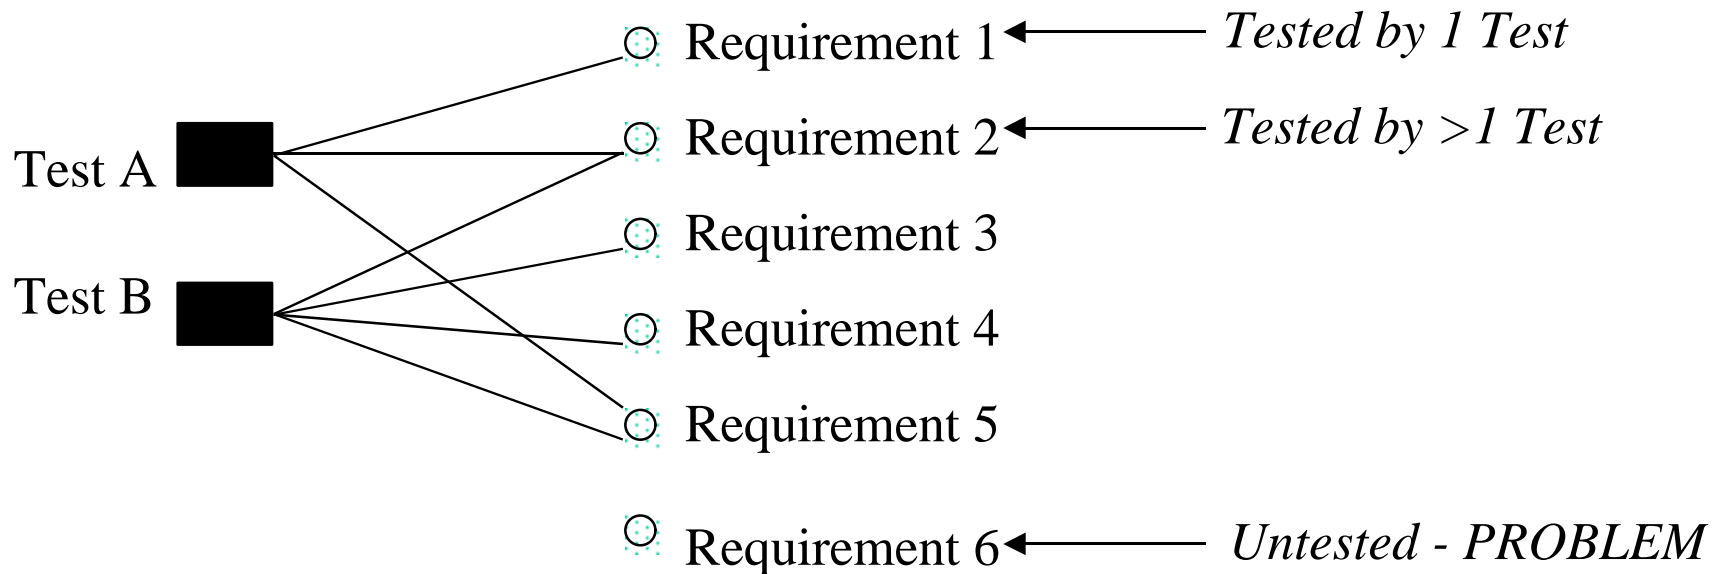 Requirement 1
Tested by 1 Test
Requirement 2
Tested by >1 Test
Test A
Requirement 3
Test B
Requirement 4
Requirement 5
Requirement 6
Untested - PROBLEM